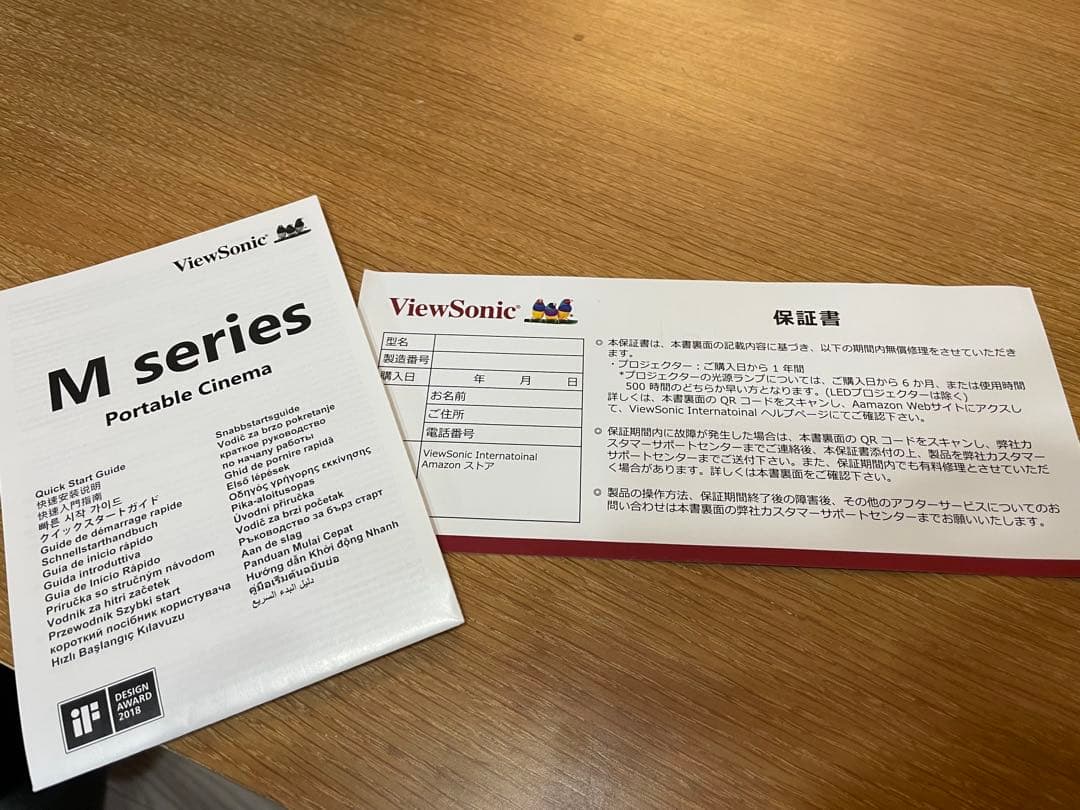 ViewSonic
M series
Portable Cinema
Quick Start Guide
快速安装说明
快速入門指南
빠른 시작 가이드
クイックスタートガイド
Guide de démarrage rapide
Schnellstarthandbuch
Guía de inicio rápido
Guida introduttiva
Guia de Início Rápido
Príručka so stručným návodom
Vodnik za hitri začetek
Przewodnik Szybki start
короткий посібник користувача
Hızlı Başlangıç Kılavuzu
Snabbstartsguide
Vodič za brzo pokretanje
краткое руководство
по началу работы
Ghid de pornire rapidă
Első lépések
Οδηγός γρήγορης εκκίνησης
Pika-aloitusopas
Úvodní příručka
Vodič za brzi početak
Ръководство за бърз старт
Aan de slag
Panduan Mulai Cepat
Hướng dẫn Khởi động Nhanh
คู่มือเริ่มต้นฉบับย่อ
دليل البدء السريع
iF
DESIGN
AWARD
2018
ViewSonic®
保証書
型名
製造番号
購入日 年 月 日
お名前
ご住所
電話番号
ViewSonic Internatoinal
Amazon ストア
◎ 本保証書は、本書裏面の記載内容に基づき、以下の期間内無償修理をさせていただき
ます。
・プロジェクター：ご購入日から 1 年間
*プロジェクターの光源ランプについては、ご購入日から 6 か月、または使用時間
500 時間のどちらか早い方となります。(LEDプロジェクターは除く)
詳しくは、本書裏面の QR コードをスキャンし、Aamazon Webサイトにアクスし
て、ViewSonic Internatoinal ヘルプページにてご確認下さい。
◎ 保証期間内に故障が発生した場合は、本書裏面の QR コードをスキャンし、弊社カ
スタマーサポートセンターまでご連絡後、本保証書添付の上、製品を弊社カスタマー
サポートセンターまでご送付下さい。また、保証期間内でも有料修理とさせていただ
く場合があります。詳しくは本書裏面をご確認下さい。
◎ 製品の操作方法、保証期間終了後の障害後、その他のアフターサービスについてのお
問い合わせは本書裏面の弊社カスタマーサポートセンターまでお願いいたします。